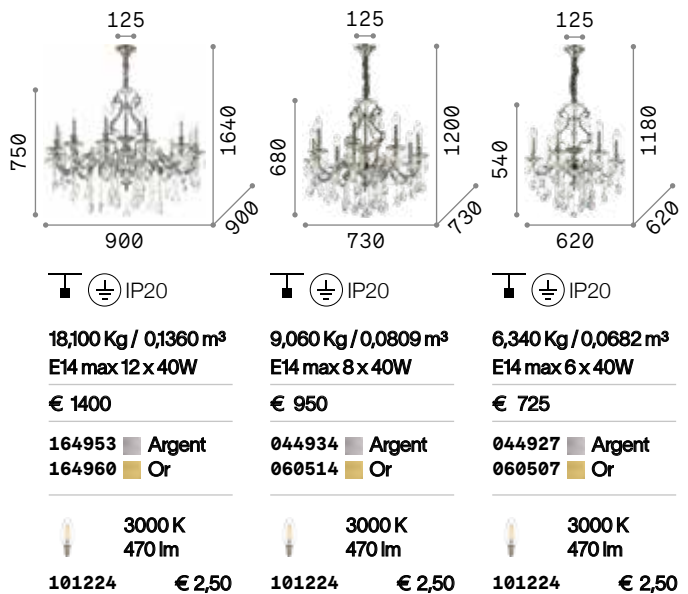 125
750
1640
900
900
IP20
18,100 Kg / 0,1360 m³
E14 max 12 x 40W
€ 1400
164953 Argent
164960 Or
3000 K
470 lm
101224 € 2,50
125
680
1200
730
730
IP20
9,060 Kg / 0,0809 m³
E14 max 8 x 40W
€ 950
044934 Argent
060514 Or
3000 K
470 lm
101224 € 2,50
125
540
1180
620
620
IP20
6,340 Kg / 0,0682 m³
E14 max 6 x 40W
€ 725
044927 Argent
060507 Or
3000 K
470 lm
101224 € 2,50